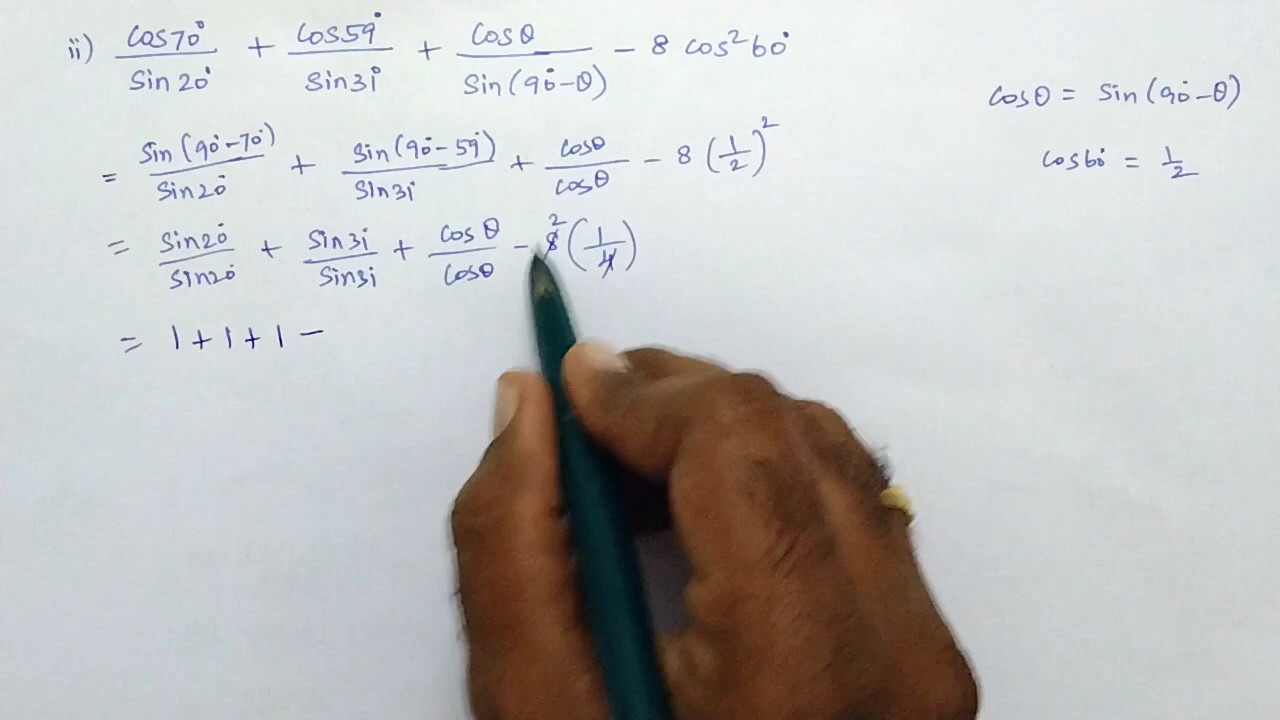 ii) cos70°/sin20° + cos59°/sin31° + cosθ/sin(90°-θ) - 8 cos²60°
cosθ = sin(90°-θ)
= sin(90°-70°)/sin20° + sin(90°-59°)/sin31° + cosθ/cosθ - 8(1/2)²
cos60° = 1/2
= sin20°/sin20° + sin31°/sin31° + cosθ/cosθ - 8 2 (1/4)
= 1+1+1-